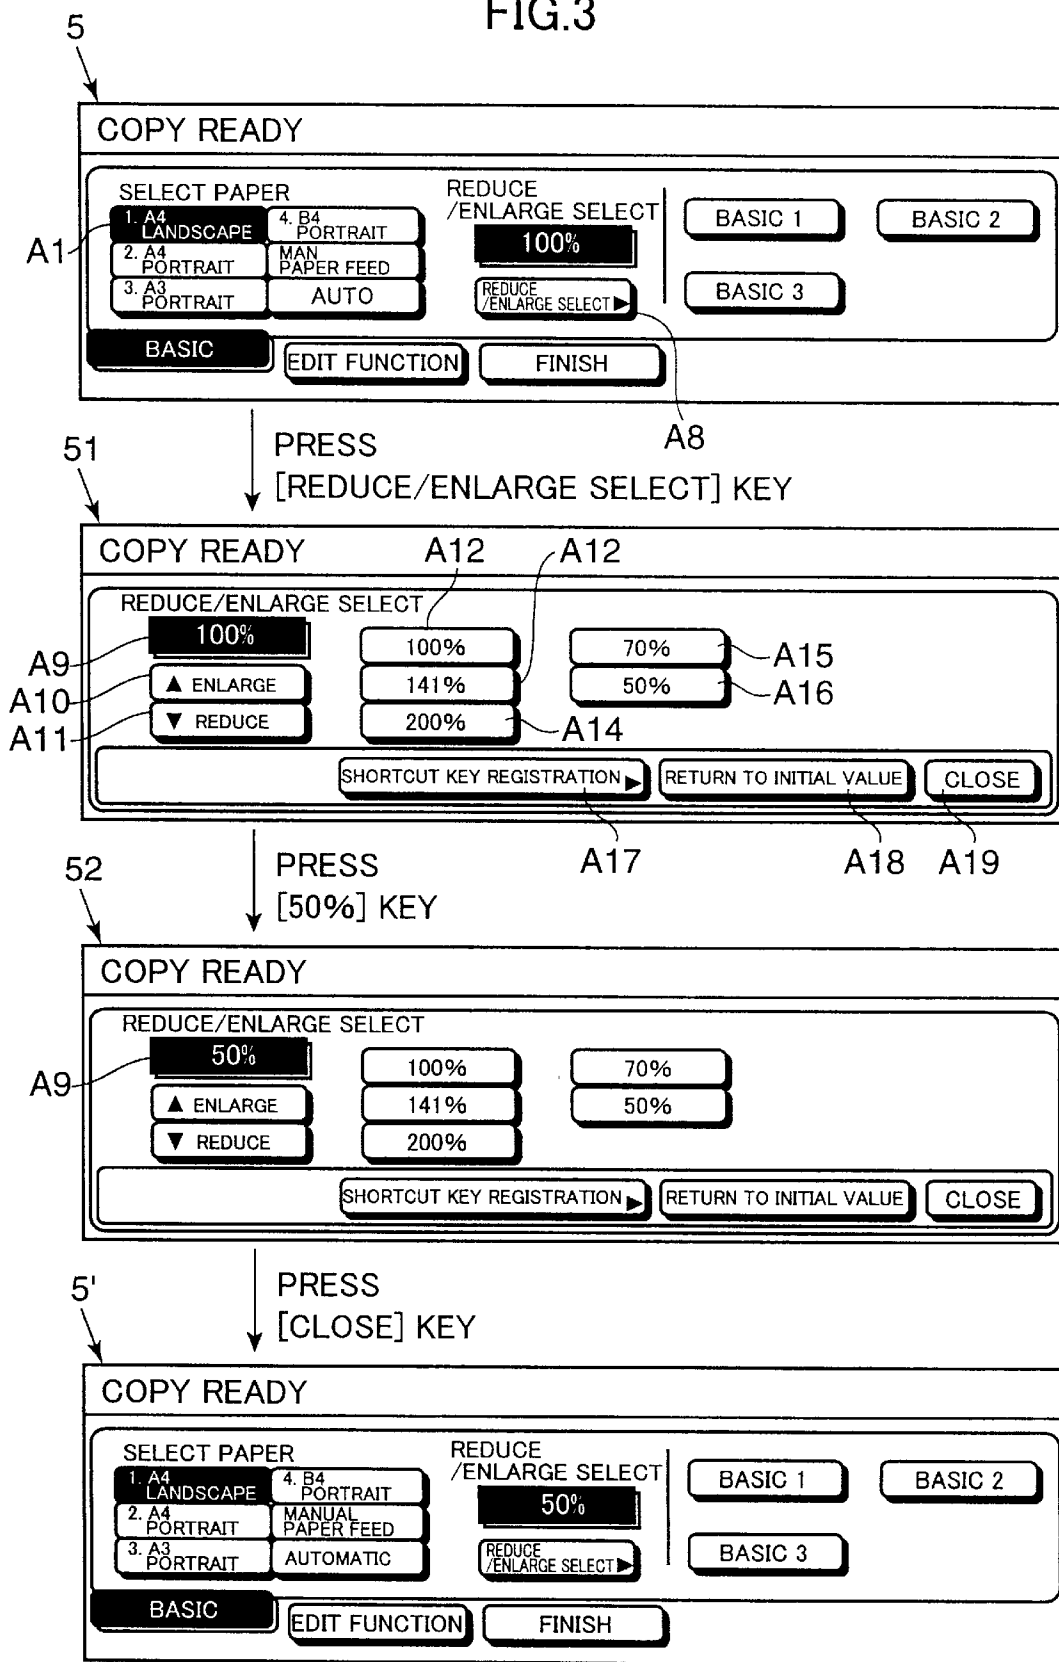 FIG.3
5
COPY READY
SELECT PAPER
1. A4 LANDSCAPE
4. B4 PORTRAIT
2. A4 PORTRAIT
MAN PAPER FEED
3. A3 PORTRAIT
AUTO
REDUCE
/ENLARGE SELECT
100%
REDUCE
/ENLARGE SELECT ▶
BASIC 1
BASIC 2
BASIC 3
A1
BASIC
EDIT FUNCTION
FINISH
A8
PRESS
[REDUCE/ENLARGE SELECT] KEY
51
COPY READY
A12
A12
REDUCE/ENLARGE SELECT
100%
100%
70%
A9
A15
▲ ENLARGE
141%
50%
A10
A16
▼ REDUCE
200%
A11
A14
SHORTCUT KEY REGISTRATION ▶
RETURN TO INITIAL VALUE
CLOSE
A17
A18
A19
PRESS
[50%] KEY
52
COPY READY
REDUCE/ENLARGE SELECT
50%
100%
70%
A9
▲ ENLARGE
141%
50%
▼ REDUCE
200%
SHORTCUT KEY REGISTRATION ▶
RETURN TO INITIAL VALUE
CLOSE
PRESS
[CLOSE] KEY
5'
COPY READY
SELECT PAPER
1. A4 LANDSCAPE
4. B4 PORTRAIT
2. A4 PORTRAIT
MANUAL PAPER FEED
3. A3 PORTRAIT
AUTOMATIC
REDUCE
/ENLARGE SELECT
50%
REDUCE
/ENLARGE SELECT ▶
BASIC 1
BASIC 2
BASIC 3
BASIC
EDIT FUNCTION
FINISH